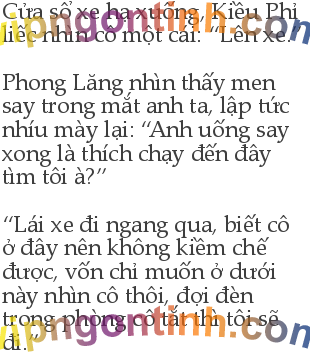 Cửa sổ xe hạ xuống, Kiều Phi
liếc nhìn cô một cái: “Lên xe.”
Phong Lăng nhìn thấy men
say trong mắt anh ta, lập tức
nhíu mày lại: “Anh uống say
xong là thích chạy đến đây
tìm tôi à?”
“Lái xe đi ngang qua, biết cô
ở đây nên không kiềm chế
được, vốn chỉ muốn ở dưới
này nhìn cô thôi, đợi đèn
trong phòng cô tắt thì tôi sẽ
đi.”